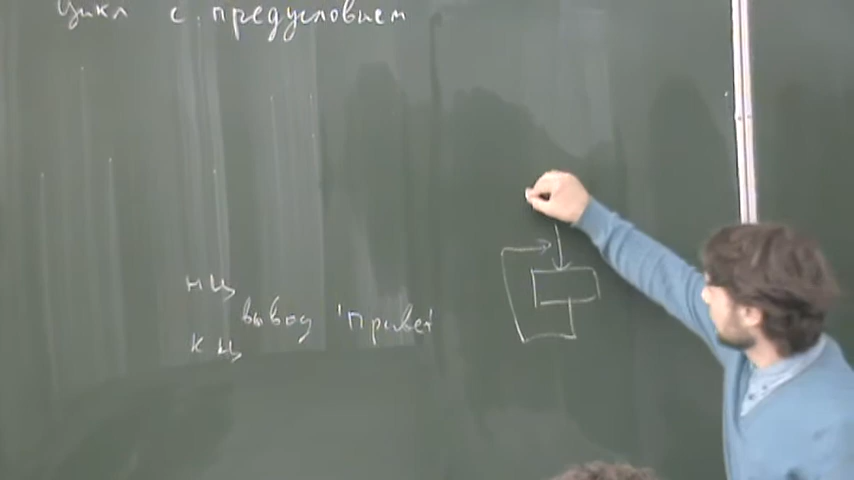 Цикл с предусловием
нц
вывод 'привет'
кц